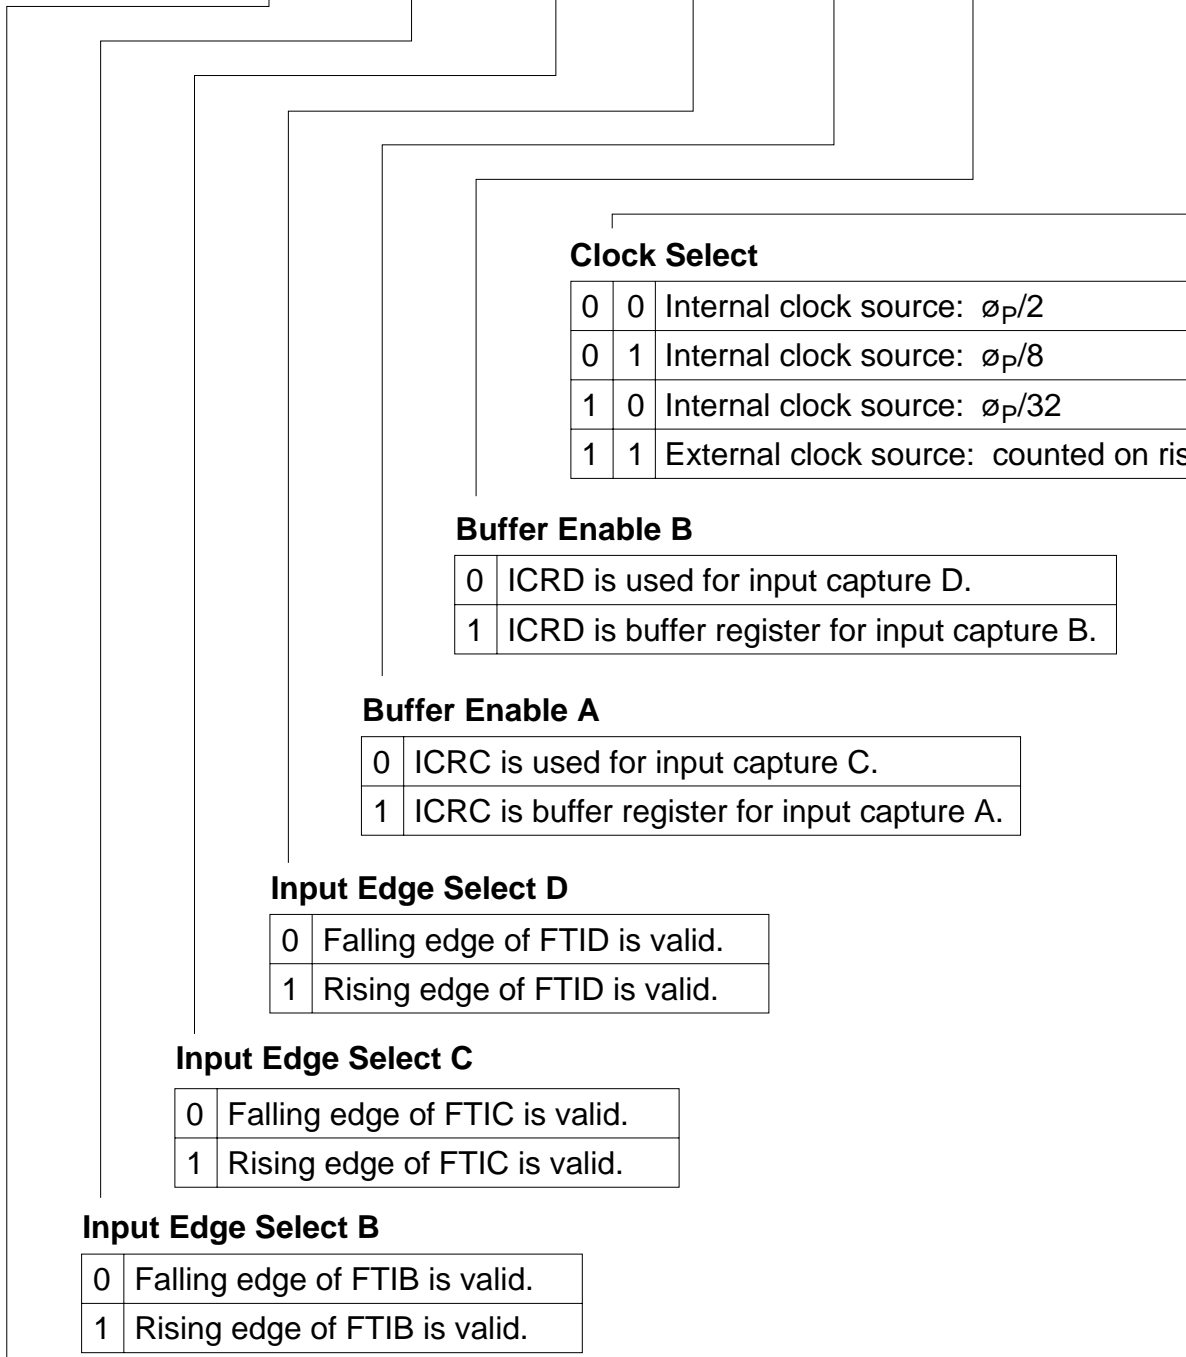 Clock Select
0 0 Internal clock source: øP/2
0 1 Internal clock source: øP/8
1 0 Internal clock source: øP/32
1 1 External clock source: counted on ris
Buffer Enable B
0 ICRD is used for input capture D.
1 ICRD is buffer register for input capture B.
Buffer Enable A
0 ICRC is used for input capture C.
1 ICRC is buffer register for input capture A.
Input Edge Select D
0 Falling edge of FTID is valid.
1 Rising edge of FTID is valid.
Input Edge Select C
0 Falling edge of FTIC is valid.
1 Rising edge of FTIC is valid.
Input Edge Select B
0 Falling edge of FTIB is valid.
1 Rising edge of FTIB is valid.